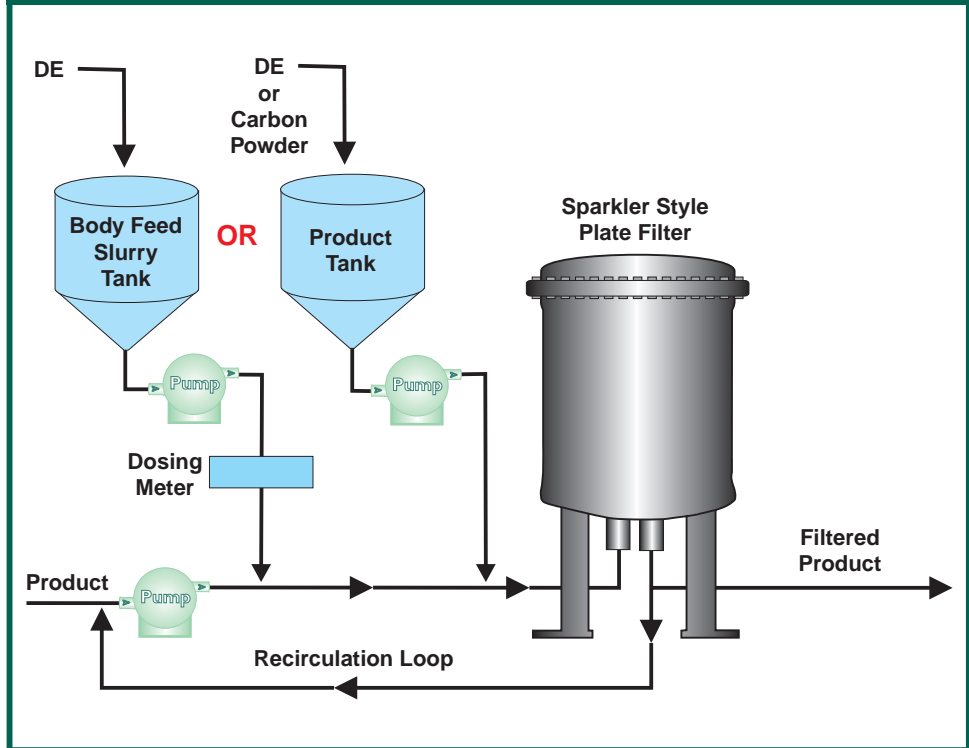 DE
DE
or
Carbon
Powder
Body Feed
Slurry
Tank
OR
Product
Tank
Sparkler Style
Plate Filter
Pump
Pump
Dosing
Meter
Filtered
Product
Product
Pump
Recirculation Loop